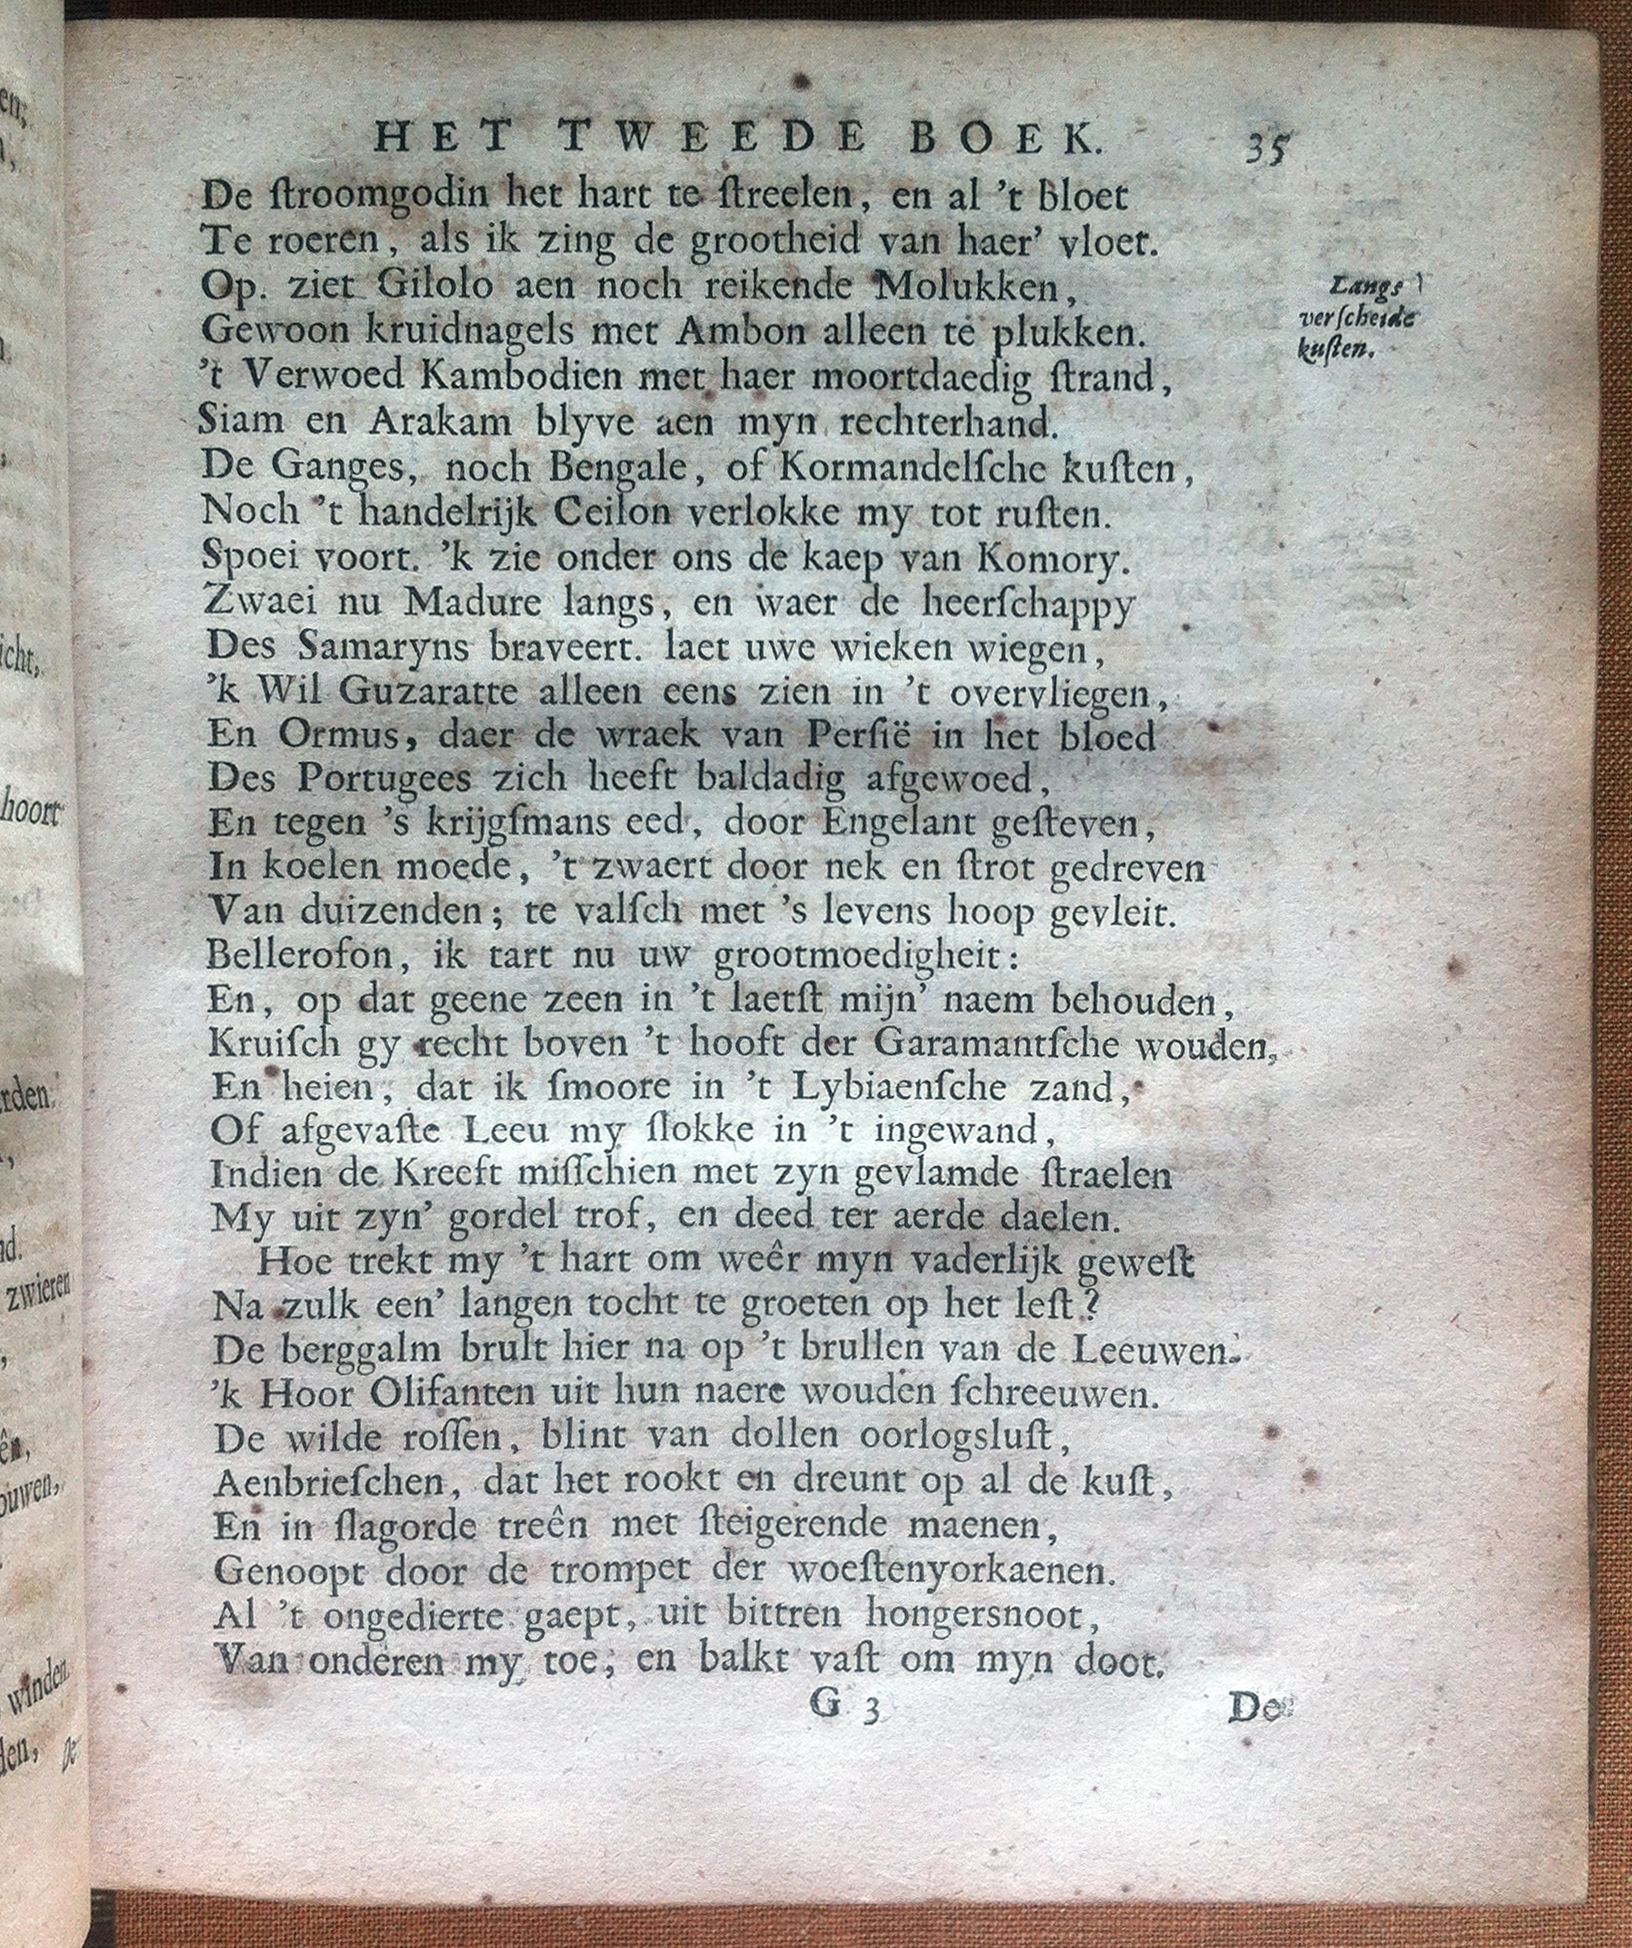 HET TWEEDE BOEK. 35
De ſtroomgodin het hart te ſtreelen, en al 't bloet
Te roeren, als ik zing de grootheid van haer' vloet.
Op. ziet Gilolo aen noch reikende Molukken,
Gewoon kruidnagels met Ambon alleen te plukken.
't Verwoed Kambodien met haer moortdaedig ſtrand,
Siam en Arakam blyve aen myn rechterhand.
De Ganges, noch Bengale, of Kormandelſche kuſten,
Noch 't handelrijk Ceilon verlokke my tot ruſten.
Spoei voort. 'k zie onder ons de kaep van Komory.
Zwaei nu Madure langs, en waer de heerſchappy
Des Samaryns braveert. laet uwe wieken wiegen,
'k Wil Guzaratte alleen eens zien in 't overvliegen,
En Ormus, daer de wraek van Perſië in het bloed
Des Portugees zich heeft baldadig afgewoed,
En tegen 's krijgſmans eed, door Engelant geſteven,
In koelen moede, 't zwaert door nek en ſtrot gedreven
Van duizenden; te valſch met 's levens hoop gevleit.
Bellerofon, ik tart nu uw grootmoedigheit:
En, op dat geene zeen in 't laetſt mijn' naem behouden,
Kruiſch gy recht boven 't hooft der Garamantſche wouden,
En heien, dat ik ſmoore in 't Lybiaenſche zand,
Of afgevaſte Leeu my ſlokke in 't ingewand,
Indien de Kreeft miſſchien met zyn gevlamde ſtraelen
My uit zyn' gordel trof, en deed ter aerde daelen.
Hoe trekt my 't hart om weêr myn vaderlijk geweſt
Na zulk een' langen tocht te groeten op het leſt?
De berggalm brult hier na op 't brullen van de Leeuwen.
'k Hoor Olifanten uit hun naere wouden ſchreeuwen.
De wilde roſſen, blint van dollen oorlogsluſt,
Aenbrieſchen, dat het rookt en dreunt op al de kuſt,
En in ſlagorde treên met ſteigerende maenen,
Genoopt door de trompet der woeſtenyorkaenen.
Al 't ongedierte gaept, uit bittren hongersnoot,
Van onderen my toe, en balkt vaſt om myn doot.
G 3 De
Langs
verſcheide
kuſten.
en,
icht,
hoort
rden.
nd.
zwieren
ên,
ouwen,
winden
den,
De